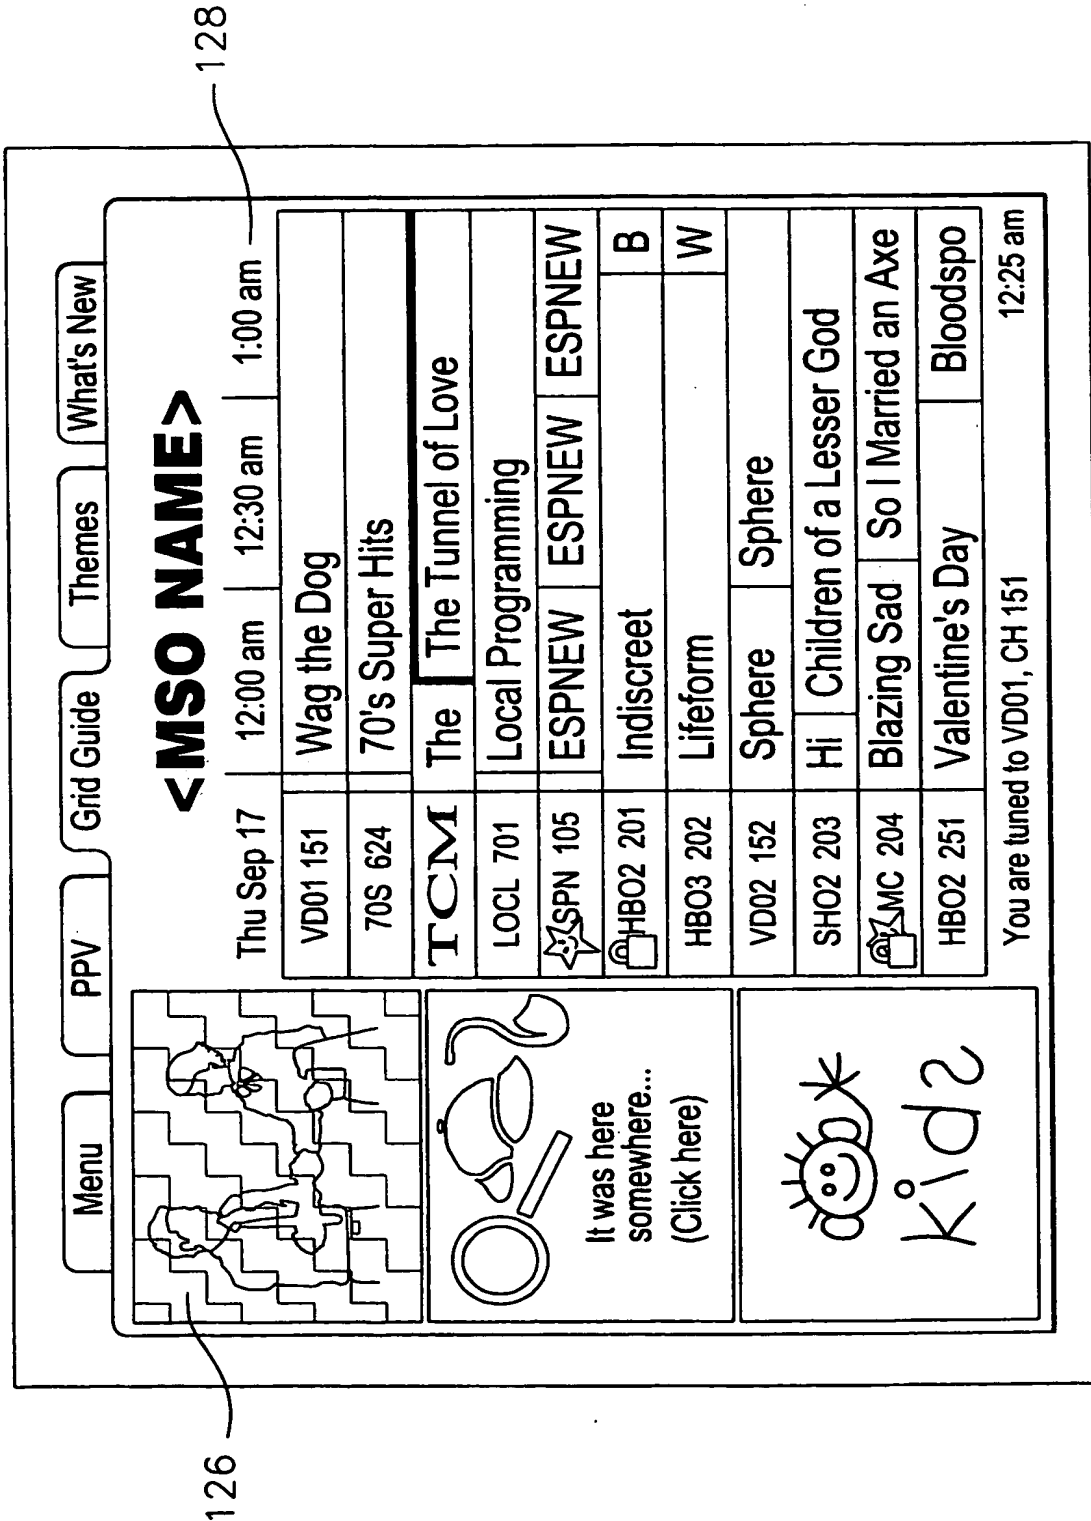 Menu PPV Grid Guide Themes What's New
<MSO NAME>
128
126
Thu Sep 17 12:00 am 12:30 am 1:00 am
VD01 151 Wag the Dog
70S 624 70's Super Hits
TCM The The Tunnel of Love
LOCL 701 Local Programming
SPN 105 ESPNEW ESPNEW ESPNEW
HBO2 201 Indiscreet B
HBO3 202 Lifeform W
VD02 152 Sphere Sphere
SHO2 203 Hi Children of a Lesser God
MC 204 Blazing Sad So I Married an Axe
HBO2 251 Valentine's Day Bloodspo
You are tuned to VD01, CH 151 12:25 am
It was here
somewhere...
(Click here)
Kids